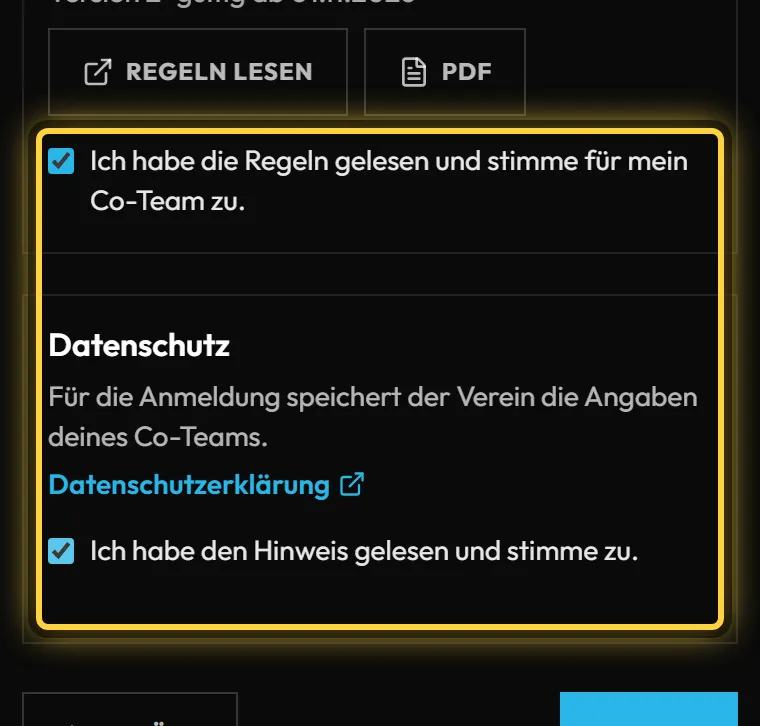 REGELN LESEN
PDF
Ich habe die Regeln gelesen und stimme für mein
Co-Team zu.
Datenschutz
Für die Anmeldung speichert der Verein die Angaben
deines Co-Teams.
Datenschutzerklärung
Ich habe den Hinweis gelesen und stimme zu.